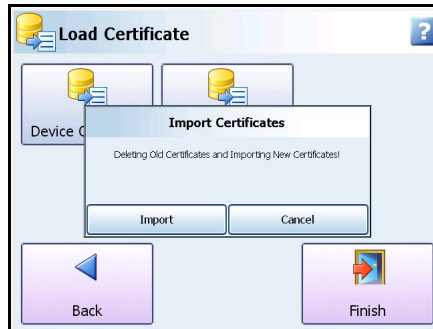 Load Certificate
?
Device C
Import Certificates
Deleting Old Certificates and Importing New Certificates!
Import
Cancel
Back
Finish